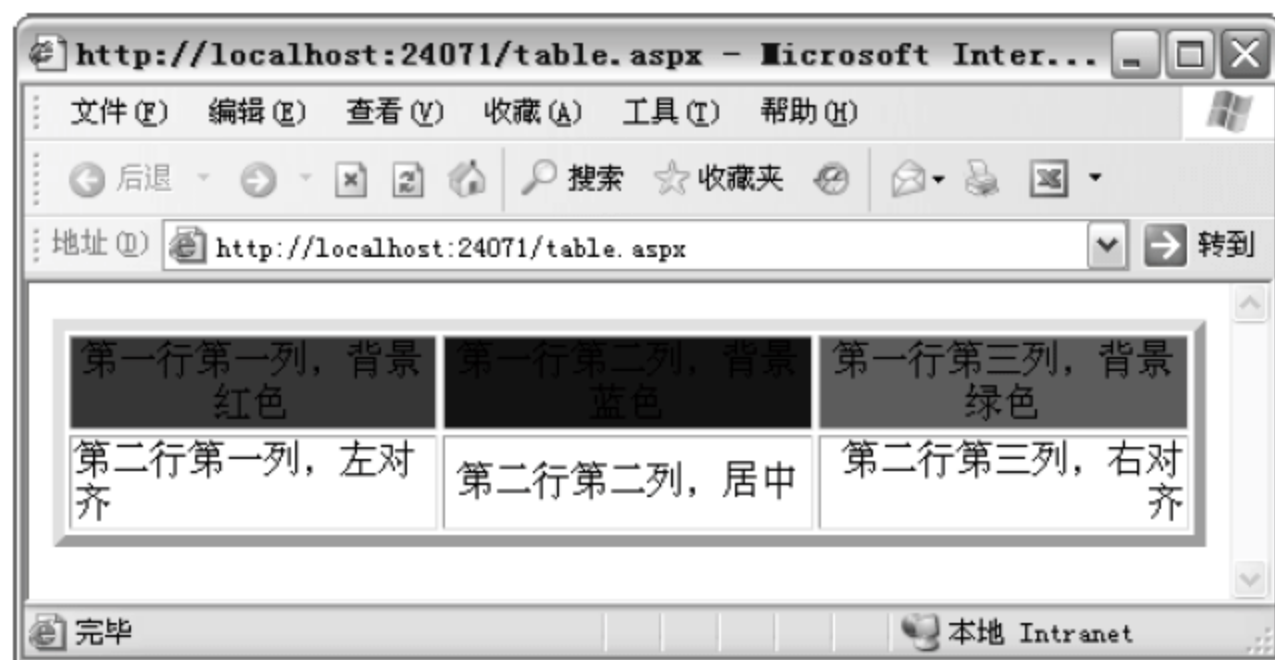 http://localhost:24071/table.aspx - Microsoft Inter...
文件(F) 编辑(E) 查看(V) 收藏(A) 工具(T) 帮助(H)
后退 搜索 收藏夹
地址(D) http://localhost:24071/table.aspx 转到
第一行第一列，背景
红色
第一行第二列，背景
蓝色
第一行第三列，背景
绿色
第二行第一列，左对
齐
第二行第二列，居中
第二行第三列，右对
齐
完毕 本地 Intranet